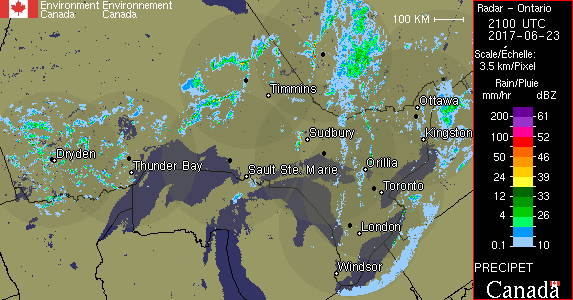 Environment Environnement
Canada Canada
100 KM
Timmins
Ottawa
Sudbury
Kingston
Dryden
Thunder Bay
Sault Ste. Marie
Orillia
Toronto
London
Windsor
Radar - Ontario
2100 UTC
2017-06-23
Scale/Échelle:
3.5 km/Pixel
Rain/Pluie
mm/hr dBZ
200 61
100 52
50 46
24 39
12 33
4 26
0.1 10
PRECIPET
Canada